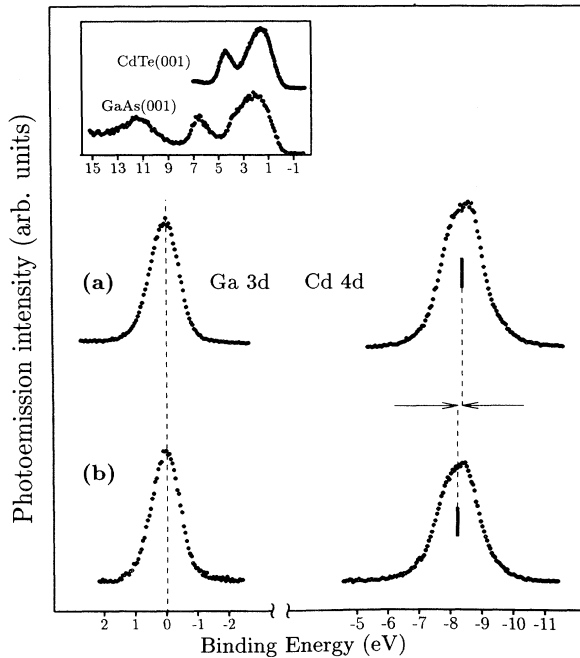 CdTe(001)
GaAs(001)
15 13 11 9 7 5 3 1 -1
Photoemission intensity (arb. units)
(a) Ga 3d Cd 4d
(b)
2 1 0 -1 -2 -5 -6 -7 -8 -9 -10 -11
Binding Energy (eV)